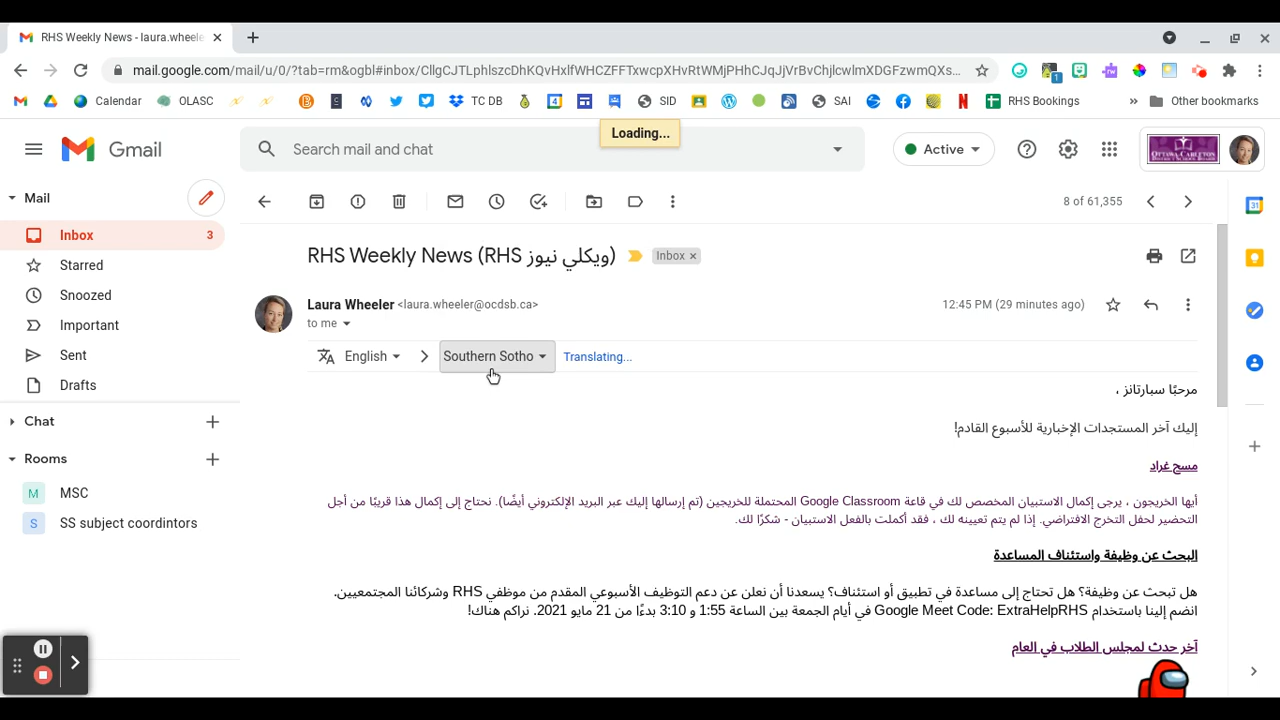 RHS Weekly News - laura.wheele
mail.google.com/mail/u/0/?tab=rm&ogbl#inbox/
Calendar
OLASC
TC DB
SID
SAI
RHS Bookings
Other bookmarks
Loading...
Gmail
Search mail and chat
Active
OTTAWA-CARLETON
Mail
8 of 61,355
Inbox
3
Starred
Snoozed
Important
Sent
Drafts
Chat
Rooms
M
MSC
S
SS subject coordintors
RHS Weekly News (RHS ويكلي نيوز)
Inbox
Laura Wheeler <laura.wheeler@ocdsb.ca>
12:45 PM (29 minutes ago)
to me
English
Southern Sotho
Translating...
مرحبًا سبارتانز ،
إليك آخر المستجدات الإخبارية للأسبوع القادم!
مسح غراد
أيها الخريجون ، يرجى إكمال الاستبيان المخصص لك في قاعة Google Classroom المحتملة للخريجين (تم إرسالها إليك عبر البريد الإلكتروني أيضًا). نحتاج إلى إكمال هذا قريبًا من أجل
التحضير لحفل التخرج الافتراضي. إذا لم يتم تعيينه لك ، فقد أكملت بالفعل الاستبيان - شكرًا لك.
البحث عن وظيفة واستئناف المساعدة
هل تبحث عن وظيفة؟ هل تحتاج إلى مساعدة في تطبيق أو استئناف؟ يسعدنا أن نعلن عن دعم التوظيف الأسبوعي المقدم من موظفي RHS وشركائنا المجتمعيين.
انضم إلينا باستخدام Google Meet Code: ExtraHelpRHS في أيام الجمعة بين الساعة 1:55 و 3:10 بدءًا من 21 مايو 2021. نراكم هناك!
آخر حدث لمجلس الطلاب في العام